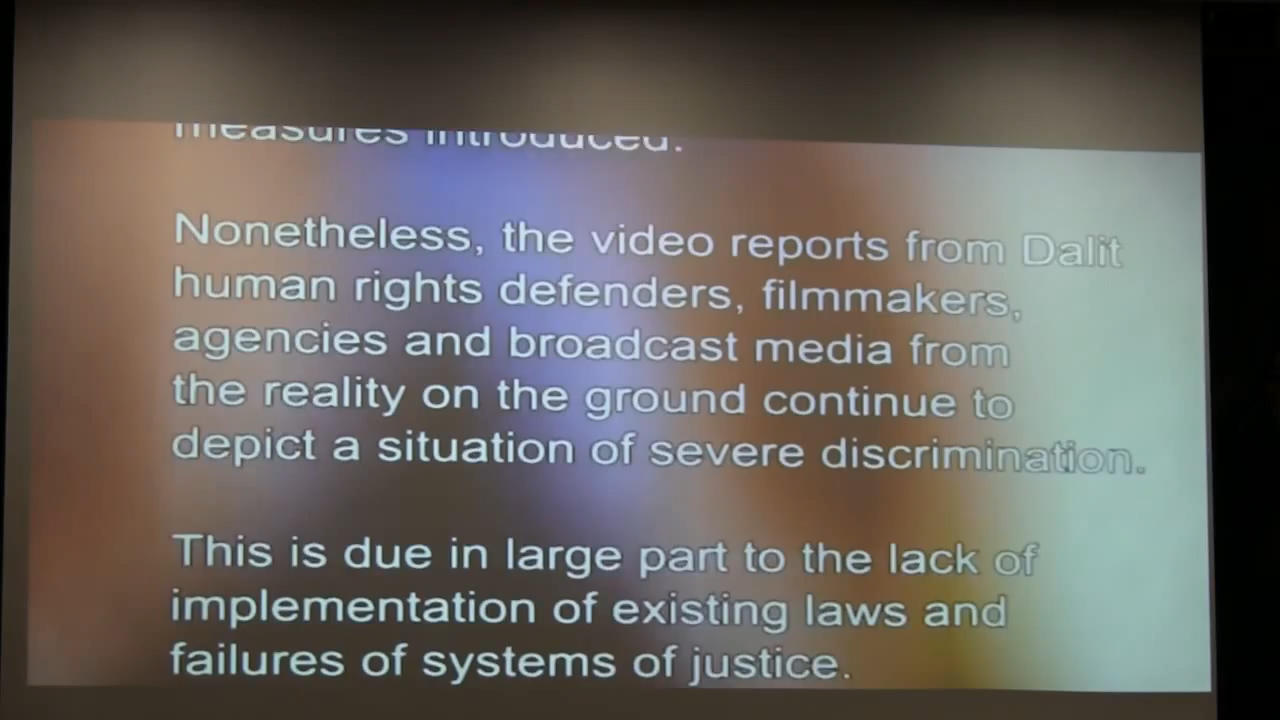 measures introduced.
Nonetheless, the video reports from Dalit
human rights defenders, filmmakers,
agencies and broadcast media from
the reality on the ground continue to
depict a situation of severe discrimination.
This is due in large part to the lack of
implementation of existing laws and
failures of systems of justice.